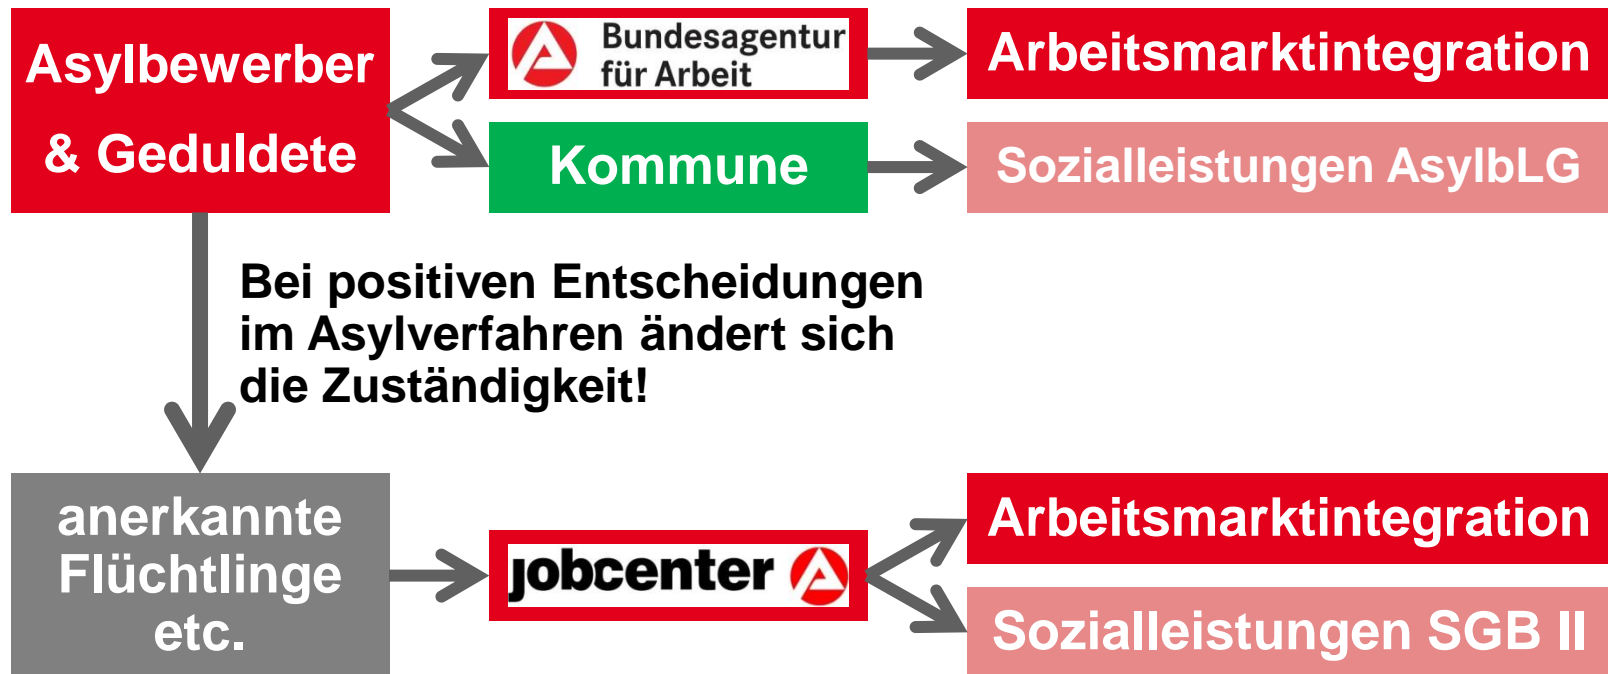 Asylbewerber
& Geduldete
Bundesagentur
für Arbeit
Arbeitsmarktintegration
Kommune
Sozialleistungen AsylbLG
Bei positiven Entscheidungen
im Asylverfahren ändert sich
die Zuständigkeit!
anerkannte
Flüchtlinge
etc.
jobcenter
Arbeitsmarktintegration
Sozialleistungen SGB II